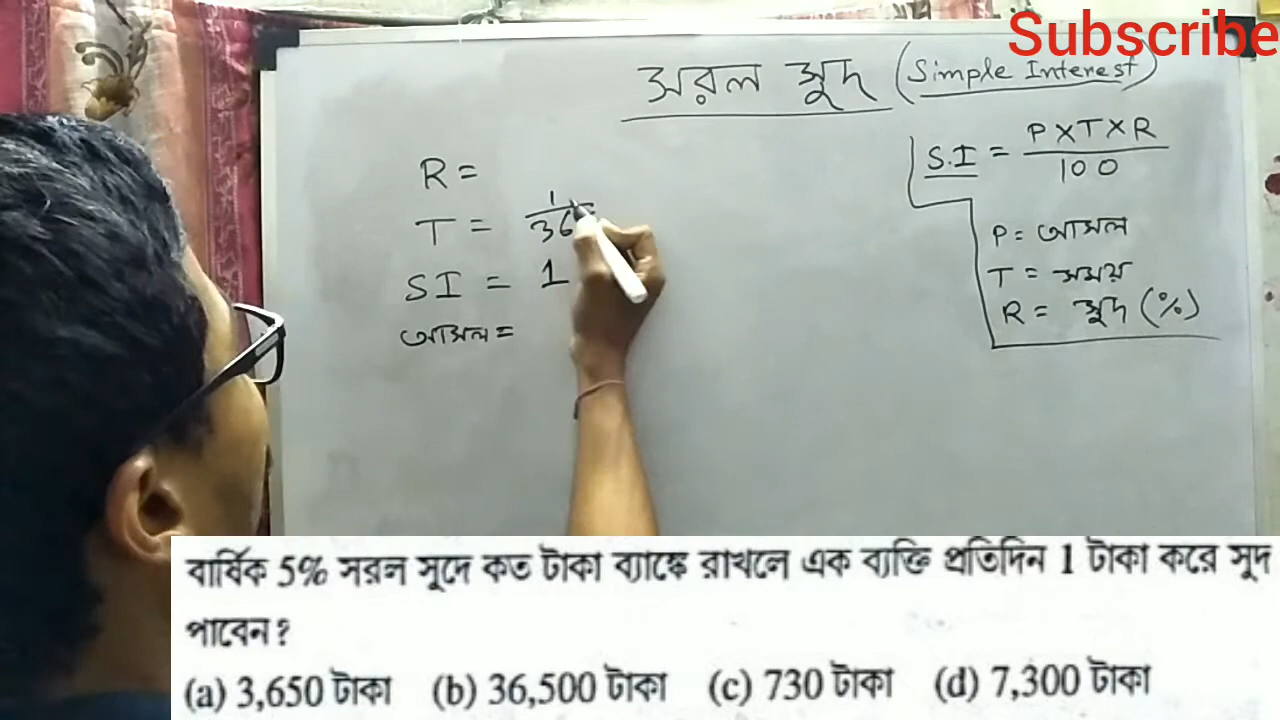 Subscribe
সরল সুদ (Simple Interest)
S.I = P×T×R / 100
P = আসল
T = সময়
R = সুদ (%)
R =
T = 1 / 36
SI = 1
আসল =
বার্ষিক 5% সরল সুদে কত টাকা ব্যাঙ্কে রাখলে এক ব্যক্তি প্রতিদিন 1 টাকা করে সুদ
পাবেন?
(a) 3,650 টাকা (b) 36,500 টাকা (c) 730 টাকা (d) 7,300 টাকা